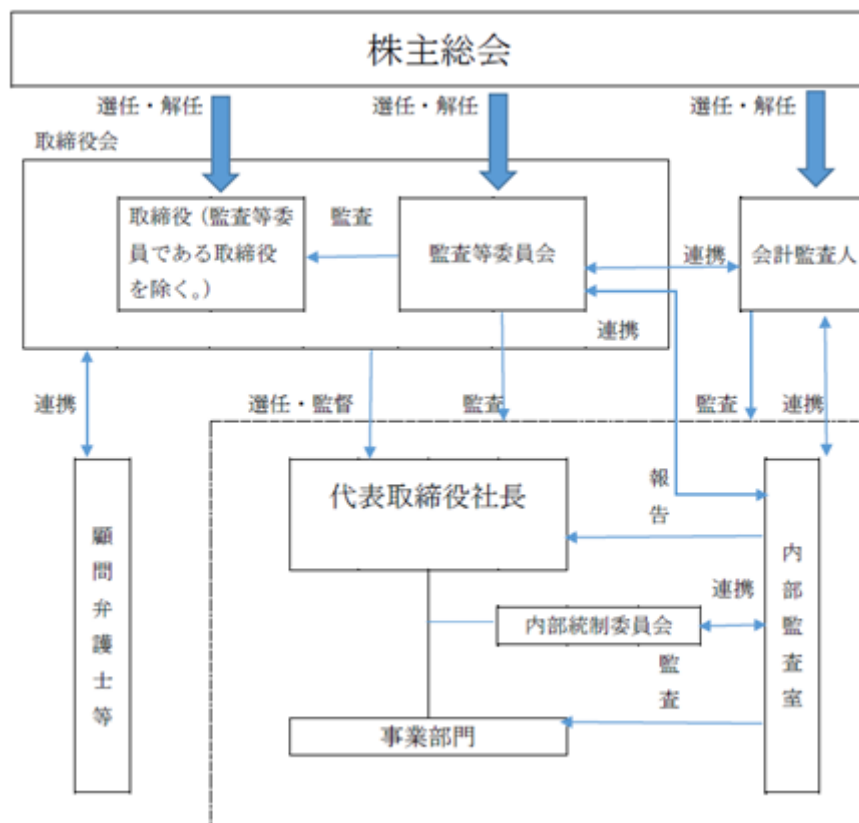 株主総会
選任・解任
選任・解任
選任・解任
取締役会
取締役（監査等委
員である取締役
を除く。）
監査
監査等委員会
連携
会計監査人
連携
連携
選任・監督
監査
監査
連携
代表取締役社長
報告
顧問弁護士等
内部監査室
連携
内部統制委員会
監査
事業部門